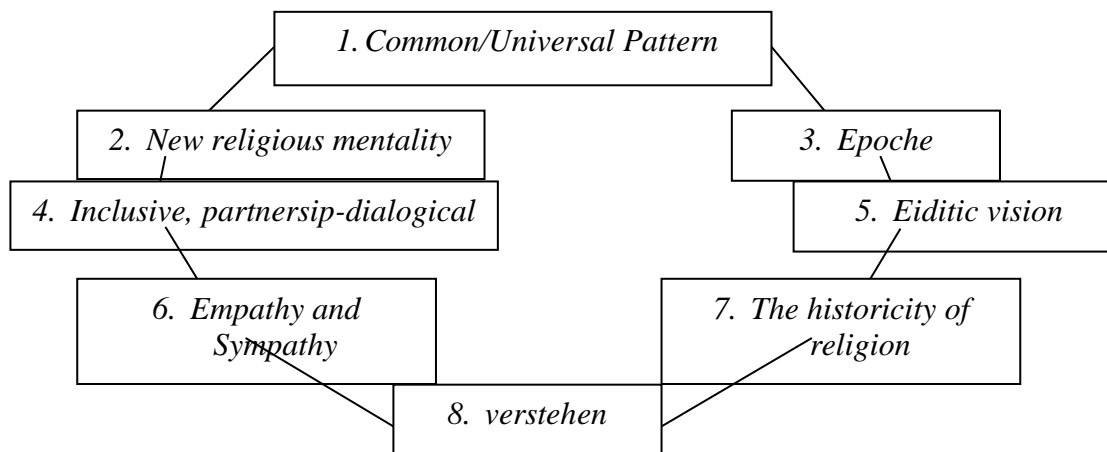 1. Common/Universal Pattern
2. New religious mentality
3. Epoche
4. Inclusive, partnersip-dialogical
5. Eiditic vision
6. Empathy and
Sympathy
7. The historicity of
religion
8. verstehen